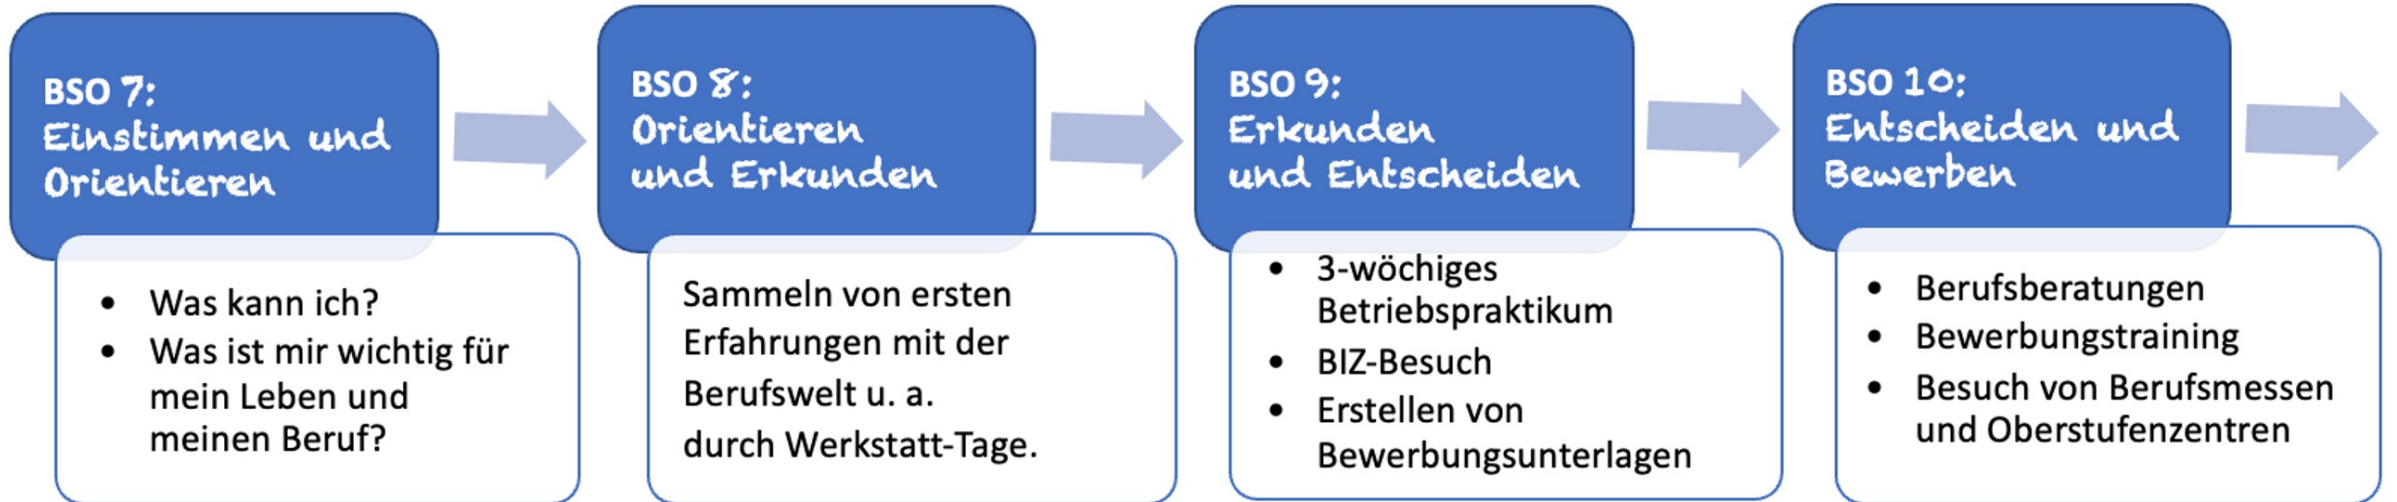 BSO 7:
Einstimmen und
Orientieren
• Was kann ich?
• Was ist mir wichtig für
mein Leben und
meinen Beruf?
BSO 8:
Orientieren
und Erkunden
Sammeln von ersten
Erfahrungen mit der
Berufswelt u. a.
durch Werkstatt-Tage.
BSO 9:
Erkunden
und Entscheiden
• 3-wöchiges
Betriebspraktikum
• BIZ-Besuch
• Erstellen von
Bewerbungsunterlagen
BSO 10:
Entscheiden und
Bewerben
• Berufsberatungen
• Bewerbungstraining
• Besuch von Berufsmessen
und Oberstufenzentren